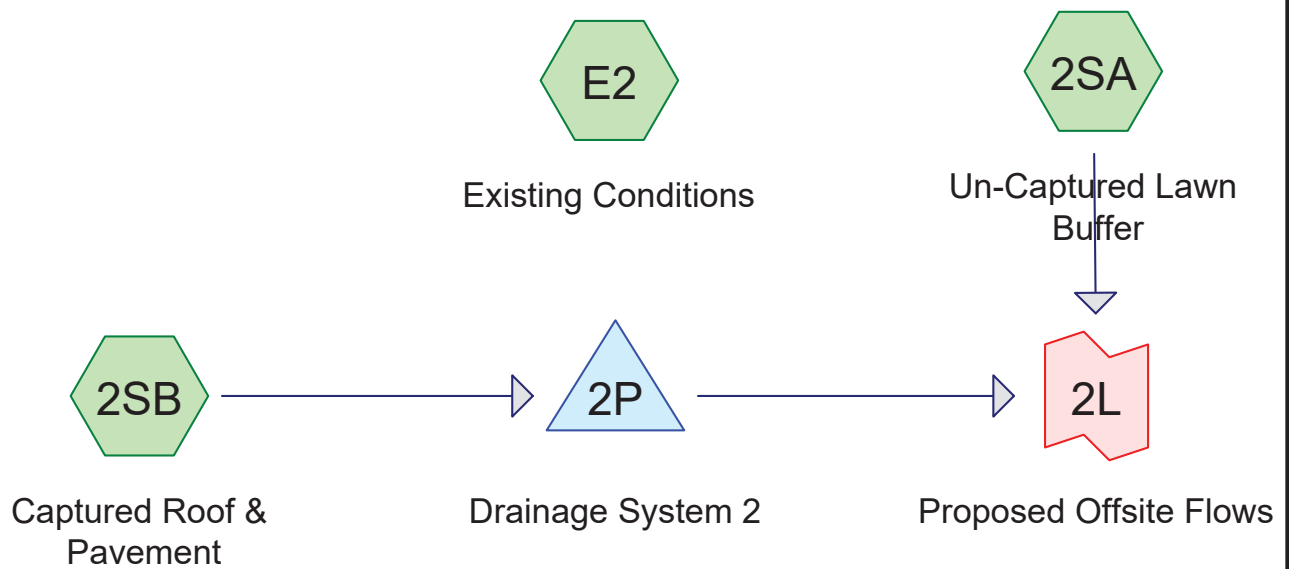 E2
Existing Conditions
2SA
Un-Captured Lawn
Buffer
2SB
Captured Roof &
Pavement
2P
Drainage System 2
2L
Proposed Offsite Flows